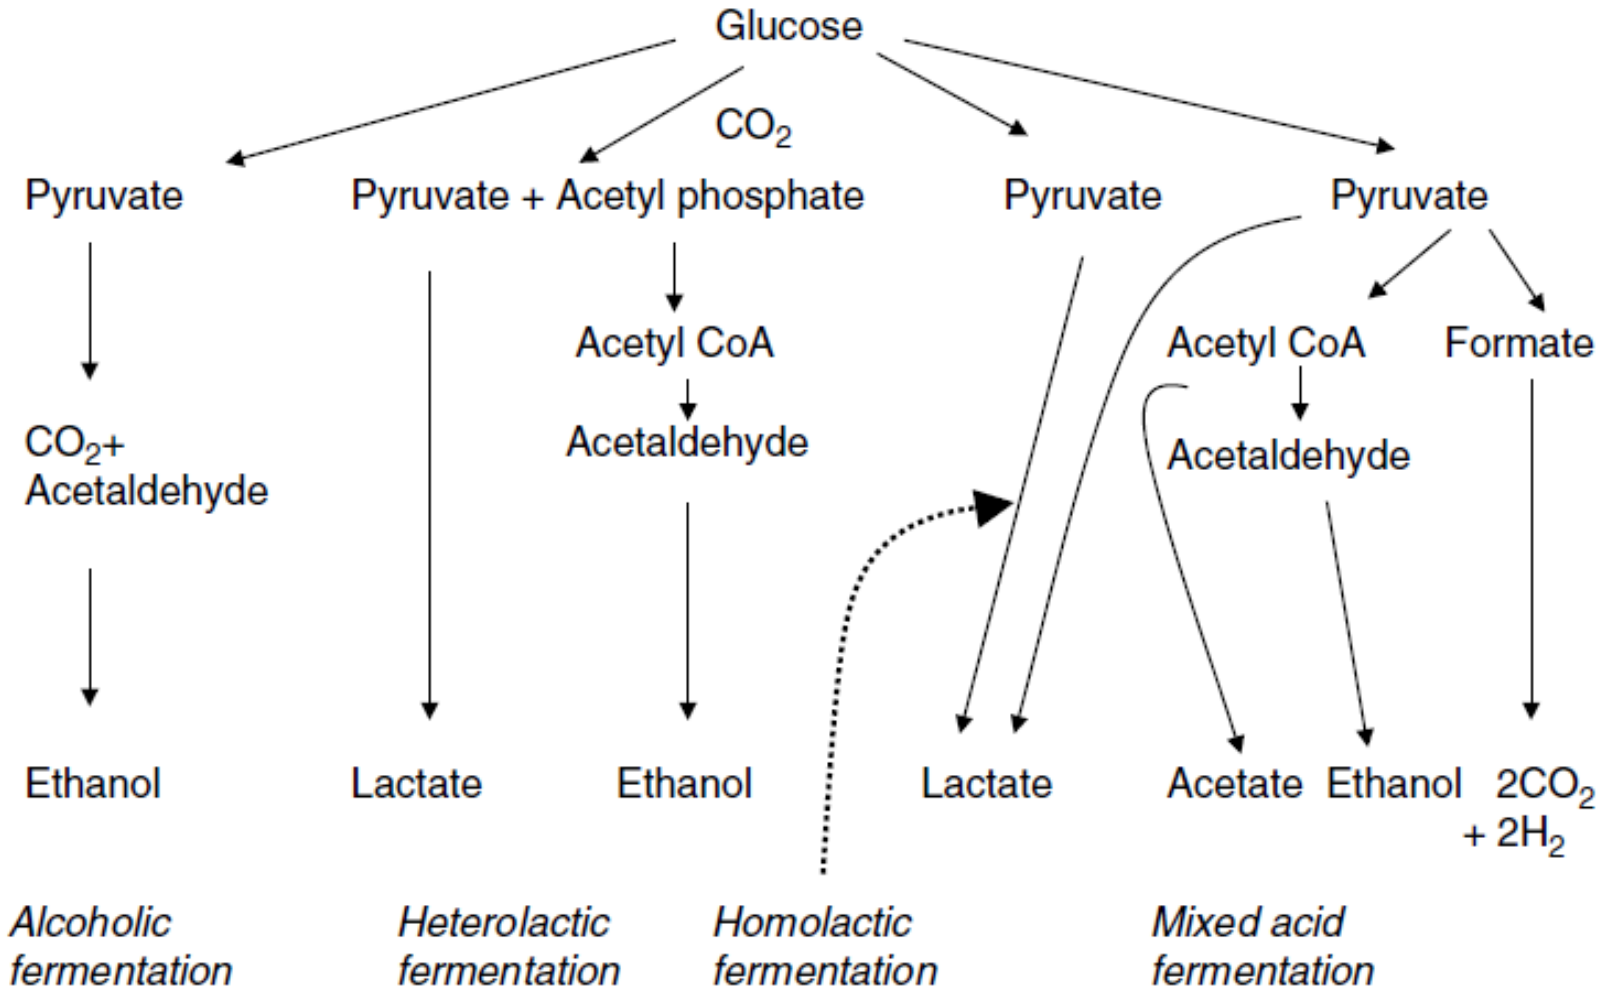 Glucose
CO₂
Pyruvate
Pyruvate + Acetyl phosphate
Pyruvate
Pyruvate
Acetyl CoA
Acetyl CoA
Formate
CO₂+
Acetaldehyde
Acetaldehyde
Acetaldehyde
Ethanol
Lactate
Ethanol
Lactate
Acetate
Ethanol
2CO₂
+ 2H₂
Alcoholic
fermentation
Heterolactic
fermentation
Homolactic
fermentation
Mixed acid
fermentation